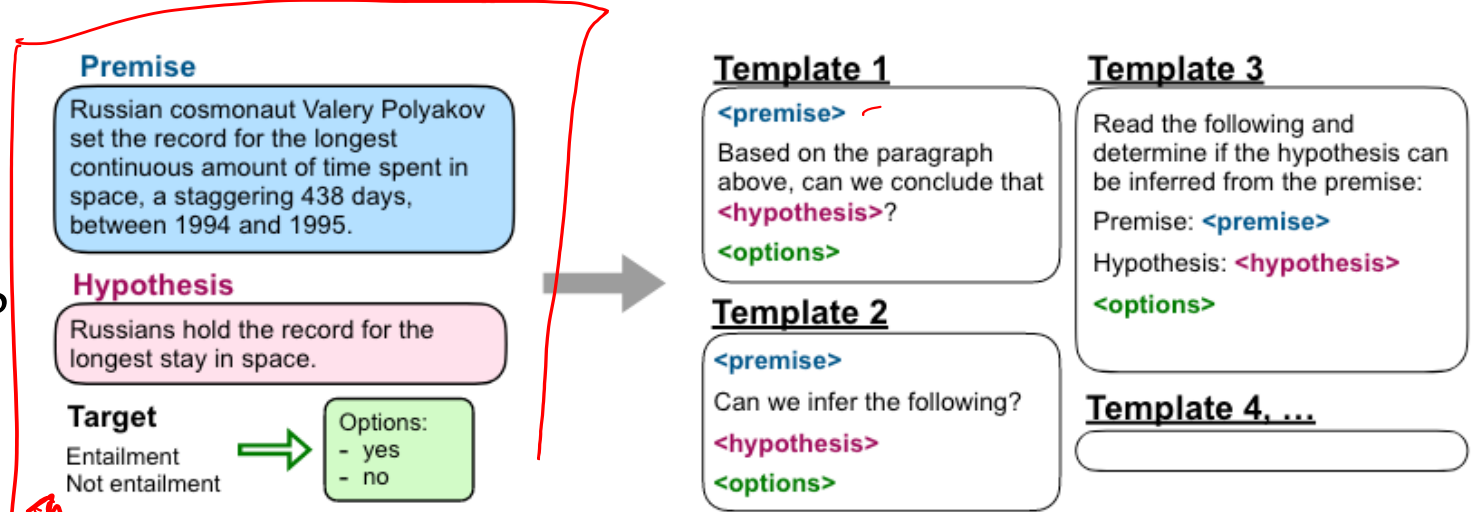 Premise
Russian cosmonaut Valery Polyakov
set the record for the longest
continuous amount of time spent in
space, a staggering 438 days,
between 1994 and 1995.
Hypothesis
Russians hold the record for the
longest stay in space.
Target
Entailment
Not entailment
Options:
- yes
- no
Template 1
<premise>
Based on the paragraph
above, can we conclude that
<hypothesis>?
<options>
Template 2
<premise>
Can we infer the following?
<hypothesis>
<options>
Template 3
Read the following and
determine if the hypothesis can
be inferred from the premise:
Premise: <premise>
Hypothesis: <hypothesis>
<options>
Template 4, ...